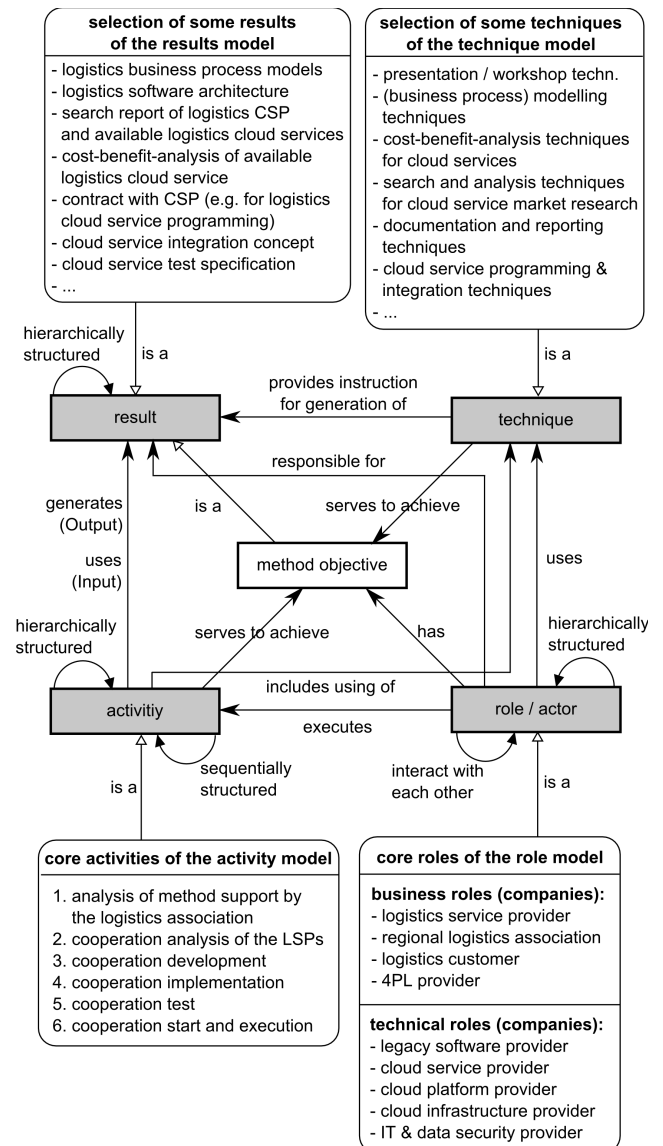 selection of some results
of the results model
- logistics business process models
- logistics software architecture
- search report of logistics CSP
and available logistics cloud services
- cost-benefit-analysis of available
logistics cloud service
- contract with CSP (e.g. for logistics
cloud service programming)
- cloud service integration concept
- cloud service test specification
- ...
selection of some techniques
of the technique model
- presentation / workshop techn.
- (business process) modelling
techniques
- cost-benefit-analysis techniques
for cloud services
- search and analysis techniques
for cloud service market research
- documentation and reporting
techniques
- cloud service programming &
integration techniques
- ...
hierarchically
structured
is a
is a
provides instruction
for generation of
result
technique
responsible for
generates
(Output)
is a
serves to achieve
uses
(Input)
uses
method objective
hierarchically
structured
serves to achieve
has
hierarchically
structured
includes using of
activitiy
role / actor
executes
sequentially
structured
interact with
each other
is a
is a
core activities of the activity model
1. analysis of method support by
the logistics association
2. cooperation analysis of the LSPs
3. cooperation development
4. cooperation implementation
5. cooperation test
6. cooperation start and execution
core roles of the role model
business roles (companies):
- logistics service provider
- regional logistics association
- logistics customer
- 4PL provider
technical roles (companies):
- legacy software provider
- cloud service provider
- cloud platform provider
- cloud infrastructure provider
- IT & data security provider